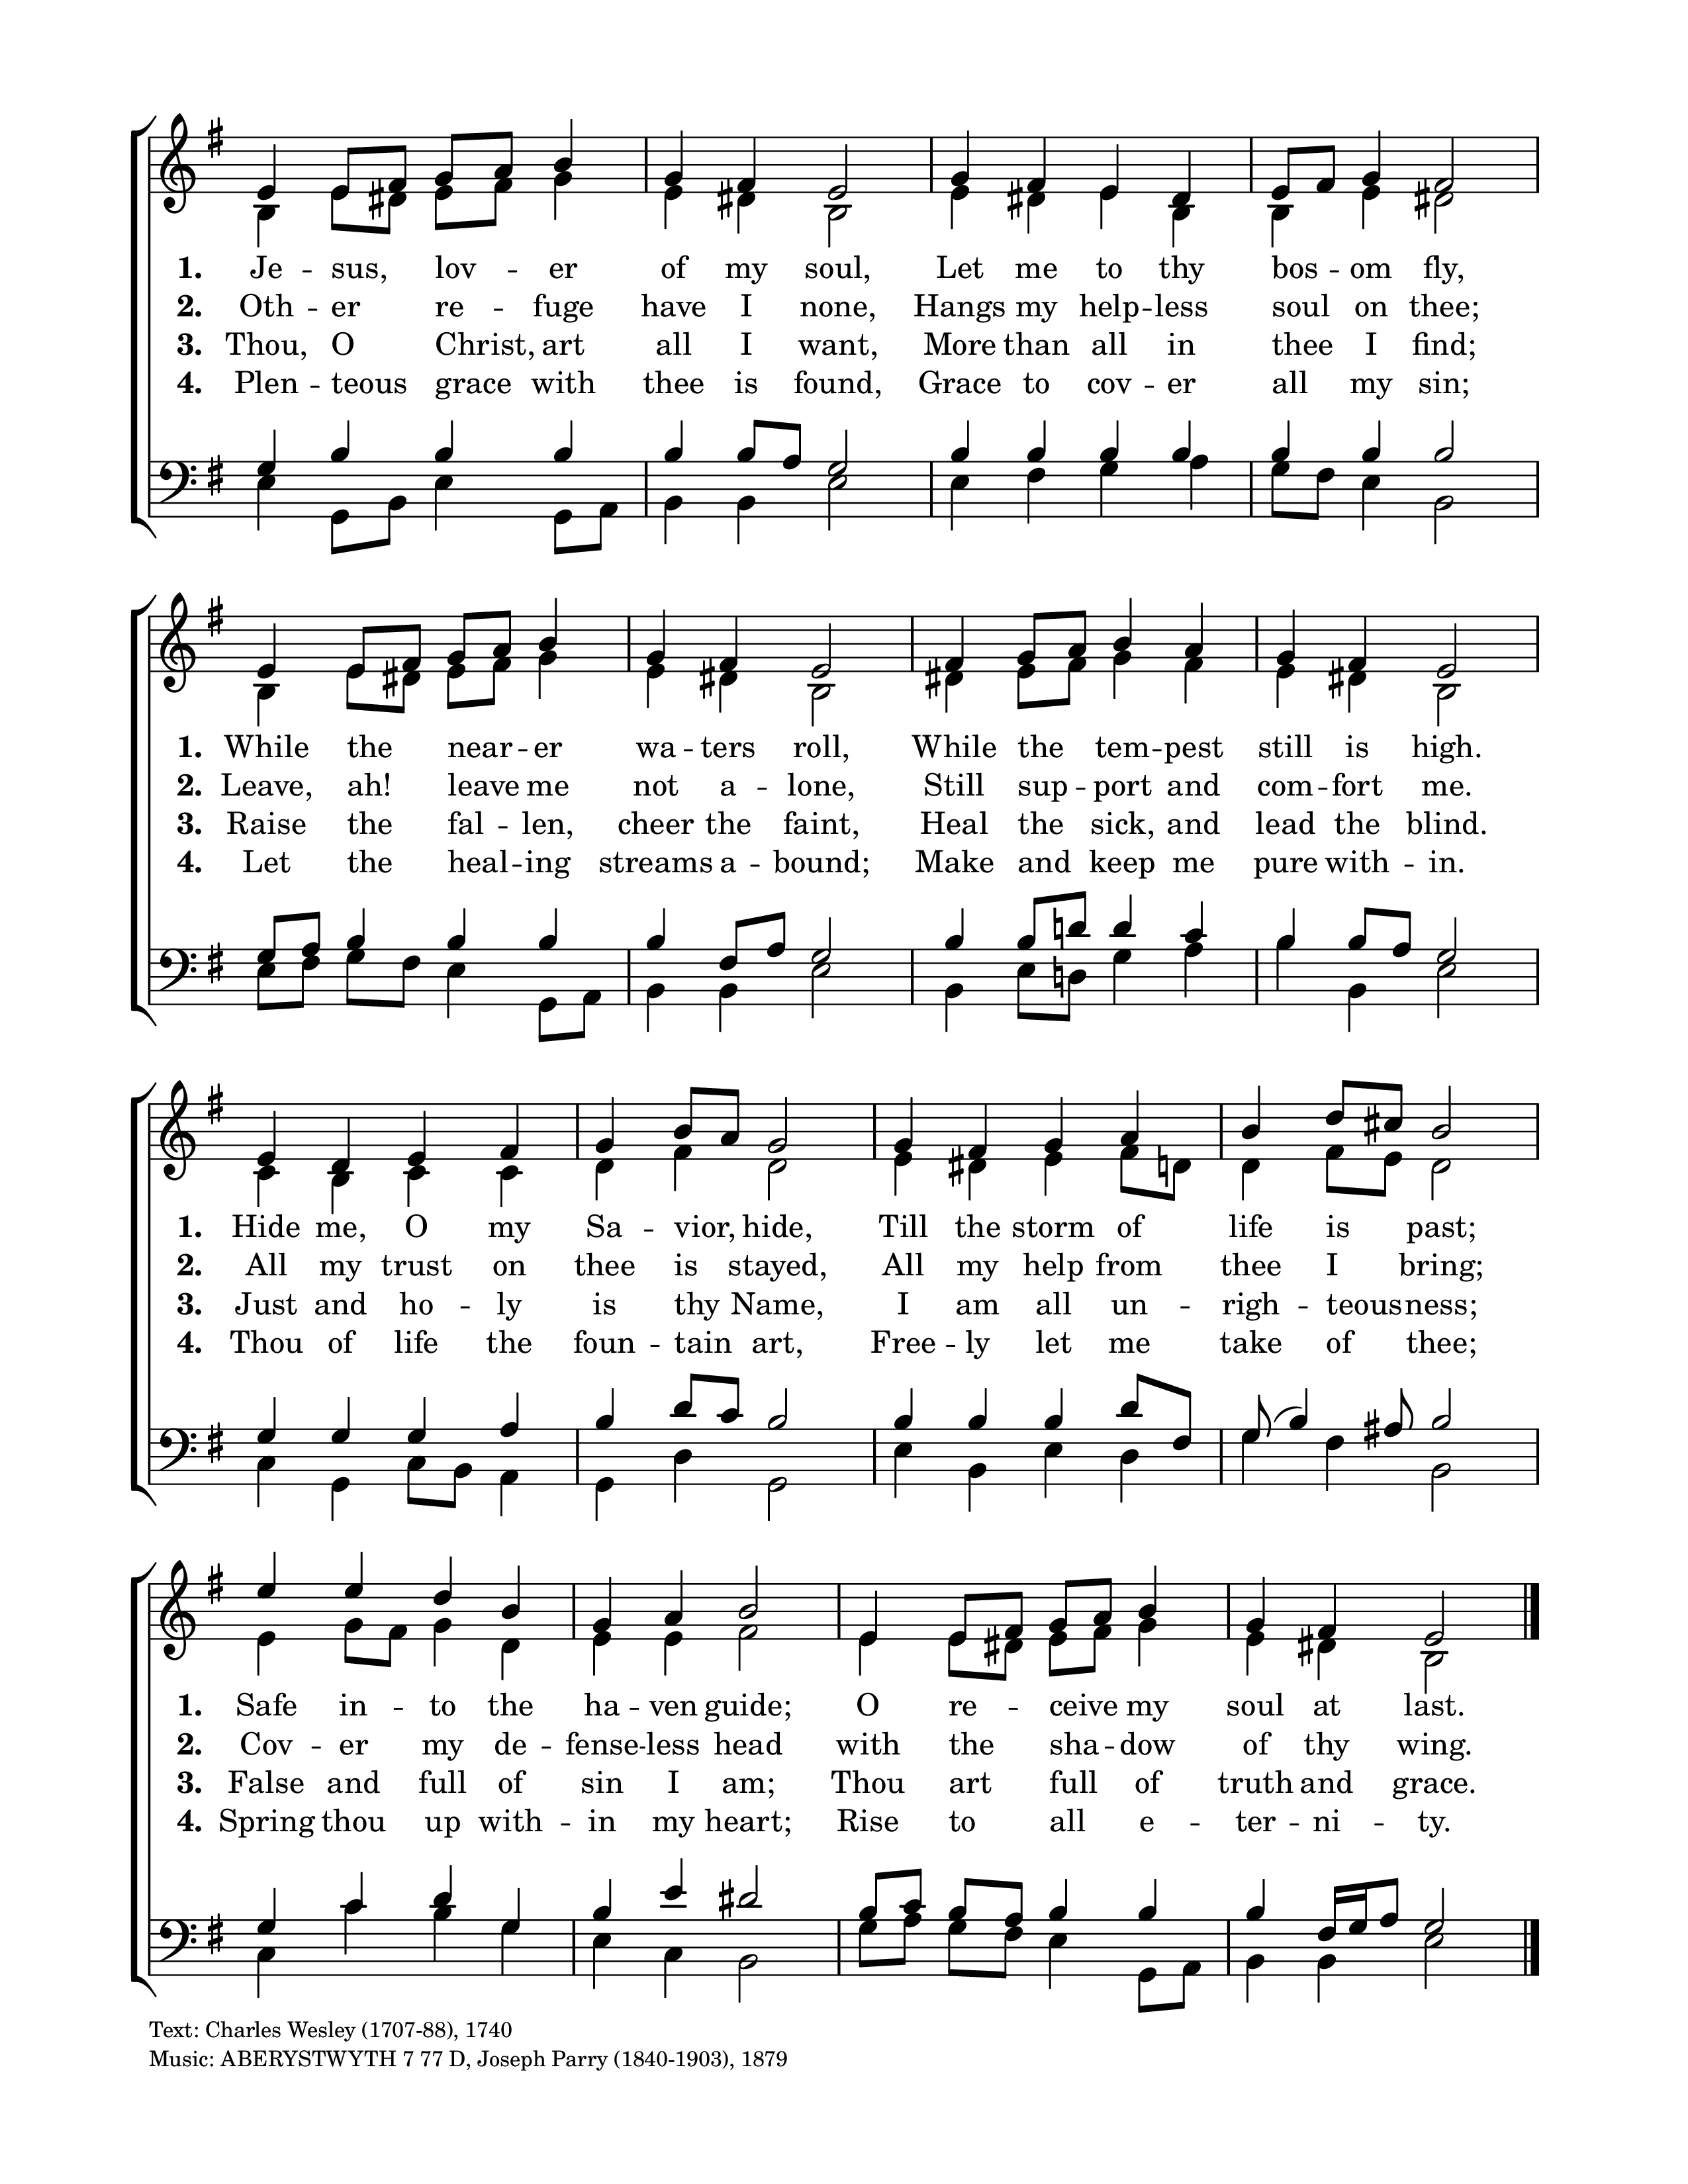 1. Je -- sus, lov -- er of my soul, Let me to thy bos -- om fly,
2. Oth -- er re -- fuge have I none, Hangs my help -- less soul on thee;
3. Thou, O Christ, art all I want, More than all in thee I find;
4. Plen -- teous grace with thee is found, Grace to cov -- er all my sin;
1. While the near -- er wa -- ters roll, While the tem -- pest still is high.
2. Leave, ah! leave me not a -- lone, Still sup -- port and com -- fort me.
3. Raise the fal -- len, cheer the faint, Heal the sick, and lead the blind.
4. Let the heal -- ing streams a -- bound; Make and keep me pure with -- in.
1. Hide me, O my Sa -- vior, hide, Till the storm of life is past;
2. All my trust on thee is stayed, All my help from thee I bring;
3. Just and ho -- ly is thy Name, I am all un -- righ -- teous -- ness;
4. Thou of life the foun -- tain art, Free -- ly let me take of thee;
1. Safe in -- to the ha -- ven guide; O re -- ceive my soul at last.
2. Cov -- er my de -- fense -- less head with the sha -- dow of thy wing.
3. False and full of sin I am; Thou art full of truth and grace.
4. Spring thou up with -- in my heart; Rise to all e -- ter -- ni -- ty.
Text: Charles Wesley (1707-88), 1740
Music: ABERYSTWYTH 7 77 D, Joseph Parry (1840-1903), 1879